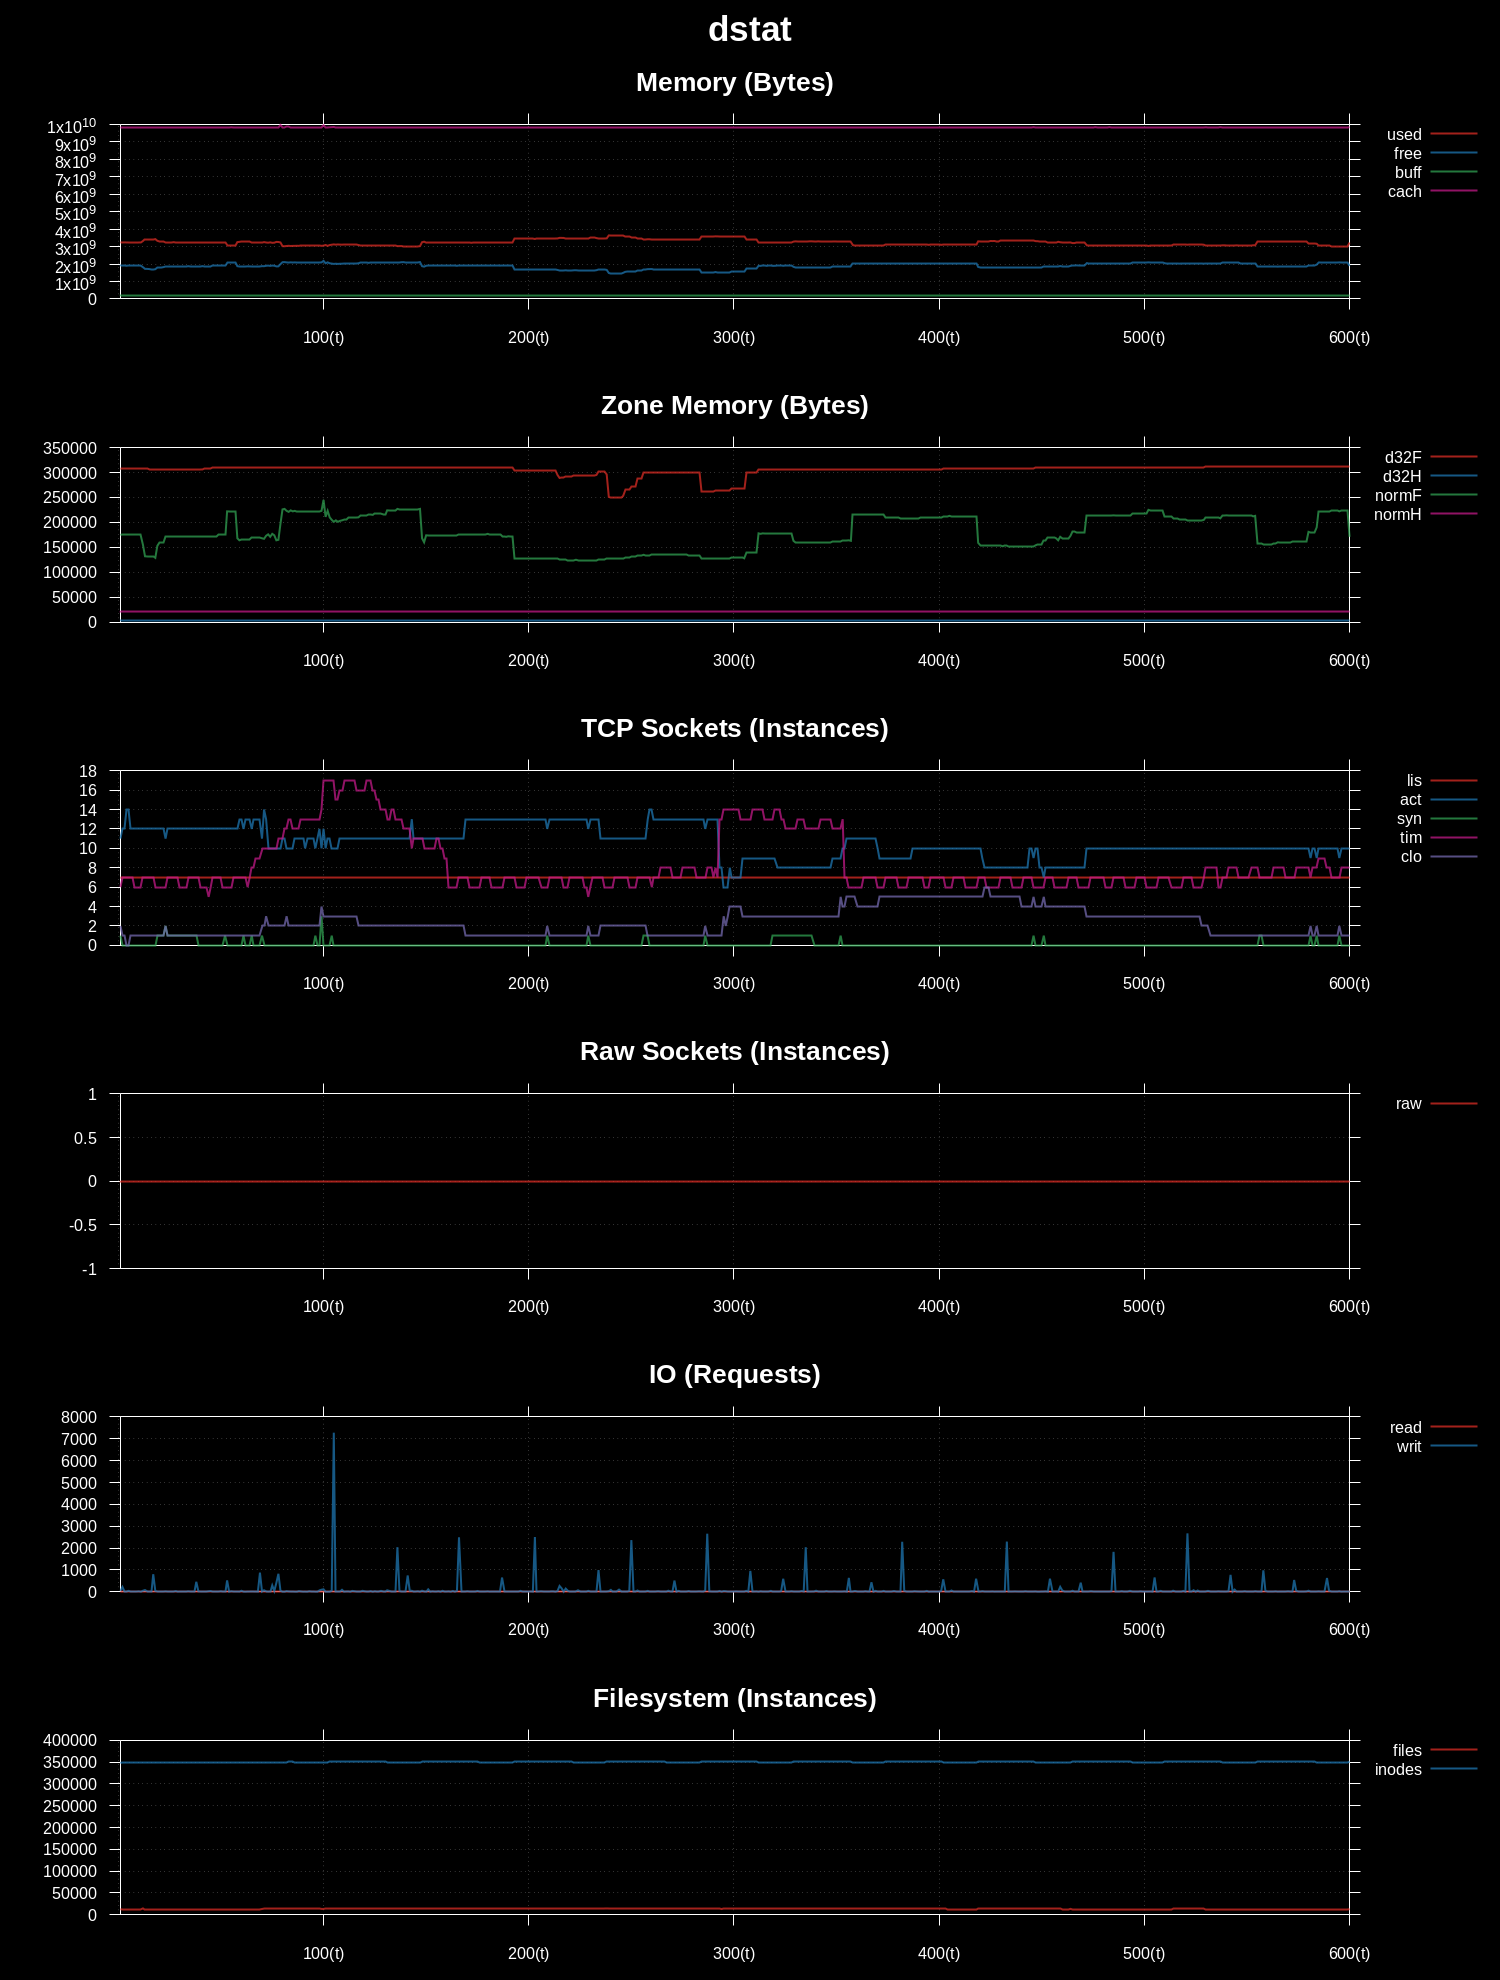 dstat
Memory (Bytes)
1x10^10
9x10^9
8x10^9
7x10^9
6x10^9
5x10^9
4x10^9
3x10^9
2x10^9
1x10^9
0
100(t) 200(t) 300(t) 400(t) 500(t) 600(t)
used
free
buff
cach
Zone Memory (Bytes)
350000
300000
250000
200000
150000
100000
50000
0
100(t) 200(t) 300(t) 400(t) 500(t) 600(t)
d32F
d32H
normF
normH
TCP Sockets (Instances)
18
16
14
12
10
8
6
4
2
0
100(t) 200(t) 300(t) 400(t) 500(t) 600(t)
lis
act
syn
tim
clo
Raw Sockets (Instances)
1
0.5
0
-0.5
-1
100(t) 200(t) 300(t) 400(t) 500(t) 600(t)
raw
IO (Requests)
8000
7000
6000
5000
4000
3000
2000
1000
0
100(t) 200(t) 300(t) 400(t) 500(t) 600(t)
read
writ
Filesystem (Instances)
400000
350000
300000
250000
200000
150000
100000
50000
0
100(t) 200(t) 300(t) 400(t) 500(t) 600(t)
files
inodes